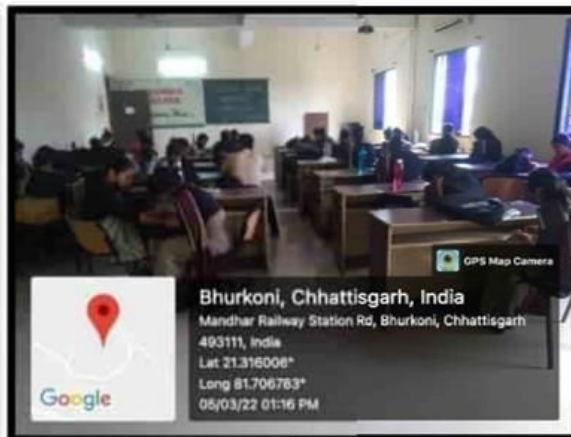 GPS Map Camera
Bhurkoni, Chhattisgarh, India
Mandhar Railway Station Rd, Bhurkoni, Chhattisgarh
493111, India
Lat 21.316006°
Long 81.706763°
05/03/22 01:16 PM
Google